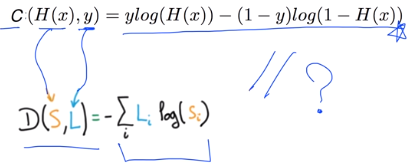 C:(H(x), y) = ylog(H(x)) − (1 − y)log(1 − H(x))
// ?
D(S,L) = - ∑i Li log(Si)